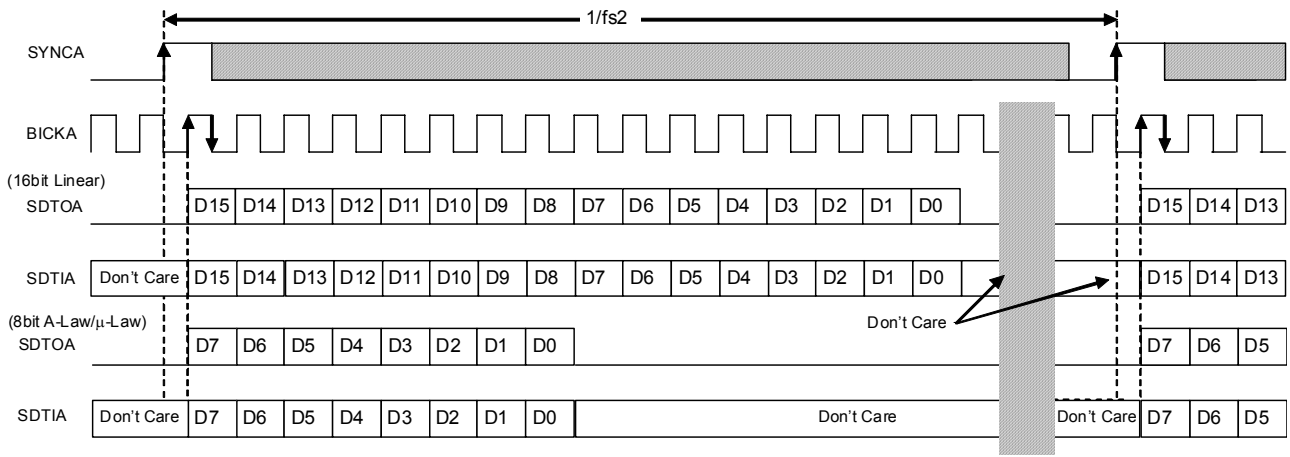 1/fs2
SYNCA
BICKA
(16bit Linear)
SDTOA D15 D14 D13 D12 D11 D10 D9 D8 D7 D6 D5 D4 D3 D2 D1 D0 D15 D14 D13
SDTIA Don't Care D15 D14 D13 D12 D11 D10 D9 D8 D7 D6 D5 D4 D3 D2 D1 D0 D15 D14 D13
Don't Care
(8bit A-Law/μ-Law)
SDTOA D7 D6 D5 D4 D3 D2 D1 D0 D7 D6 D5
SDTIA Don't Care D7 D6 D5 D4 D3 D2 D1 D0 Don't Care Don't Care D7 D6 D5